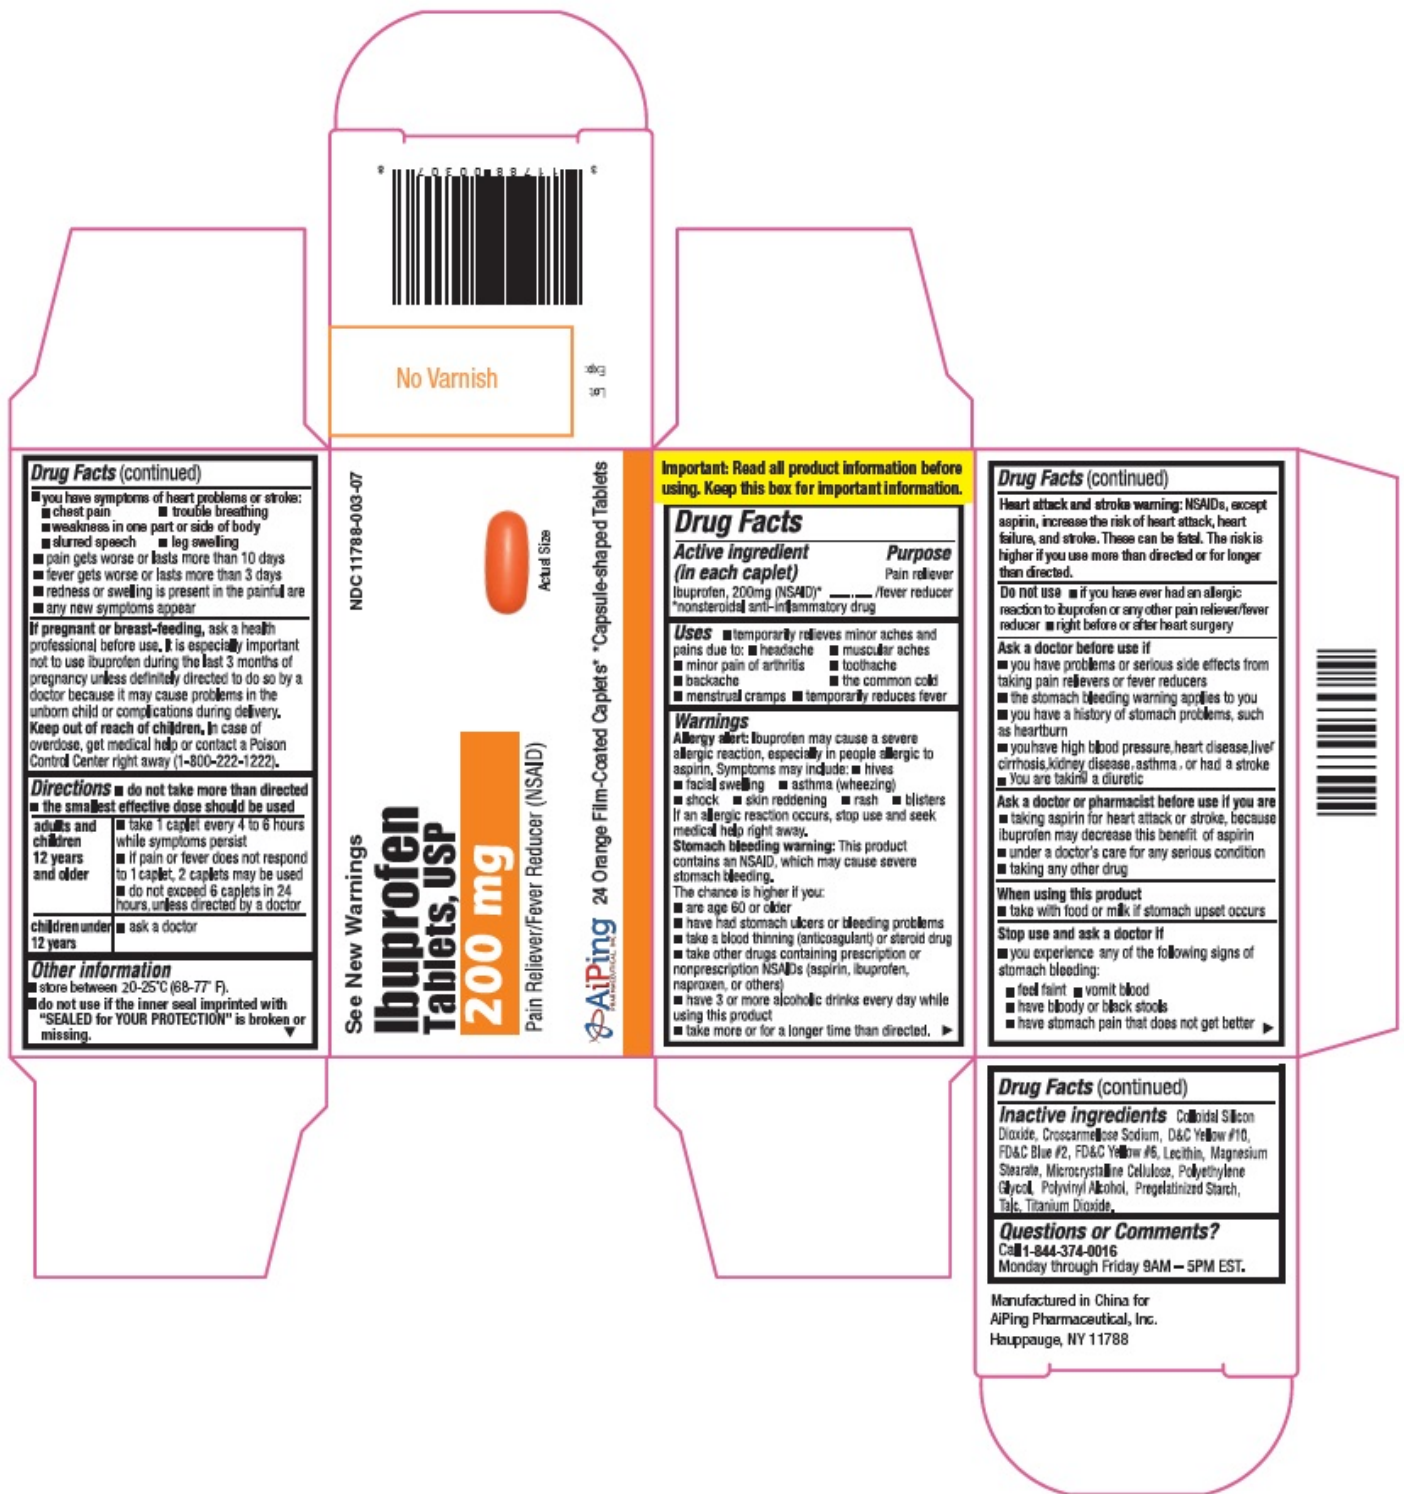 3 11788 00307 8
No Varnish
Lot:
Exp:
See New Warnings
NDC 11788-003-07
Ibuprofen
Tablets, USP
200 mg
Pain Reliever/Fever Reducer (NSAID)
Actual Size
AiPing
PHARMACEUTICAL, INC.
24 Orange Film-Coated Caplets* *Capsule-shaped Tablets
Important: Read all product information before
using. Keep this box for important information.
Drug Facts
Active ingredient Purpose
(in each caplet) Pain reliever
Ibuprofen, 200mg (NSAID)* /fever reducer
*nonsteroidal anti-inflammatory drug
Uses ■ temporarily relieves minor aches and
pains due to: ■ headache ■ muscular aches
■ minor pain of arthritis ■ toothache
■ backache ■ the common cold
■ menstrual cramps ■ temporarily reduces fever
Warnings
Allergy alert: Ibuprofen may cause a severe
allergic reaction, especially in people allergic to
aspirin. Symptoms may include: ■ hives
■ facial swelling ■ asthma (wheezing)
■ shock ■ skin reddening ■ rash ■ blisters
If an allergic reaction occurs, stop use and seek
medical help right away.
Stomach bleeding warning: This product
contains an NSAID, which may cause severe
stomach bleeding.
The chance is higher if you:
■ are age 60 or older
■ have had stomach ulcers or bleeding problems
■ take a blood thinning (anticoagulant) or steroid drug
■ take other drugs containing prescription or
nonprescription NSAIDs (aspirin, ibuprofen,
naproxen, or others)
■ have 3 or more alcoholic drinks every day while
using this product
■ take more or for a longer time than directed.
Drug Facts (continued)
Heart attack and stroke warning: NSAIDs, except
aspirin, increase the risk of heart attack, heart
failure, and stroke. These can be fatal. The risk is
higher if you use more than directed or for longer
than directed.
Do not use ■ if you have ever had an allergic
reaction to ibuprofen or any other pain reliever/fever
reducer ■ right before or after heart surgery
Ask a doctor before use if
■ you have problems or serious side effects from
taking pain relievers or fever reducers
■ the stomach bleeding warning applies to you
■ you have a history of stomach problems, such
as heartburn
■ you have high blood pressure, heart disease, liver
cirrhosis, kidney disease, asthma, or had a stroke
■ You are taking a diuretic
Ask a doctor or pharmacist before use if you are
■ taking aspirin for heart attack or stroke, because
ibuprofen may decrease this benefit of aspirin
■ under a doctor's care for any serious condition
■ taking any other drug
When using this product
■ take with food or milk if stomach upset occurs
Stop use and ask a doctor if
■ you experience any of the following signs of
stomach bleeding:
■ feel faint ■ vomit blood
■ have bloody or black stools
■ have stomach pain that does not get better
Drug Facts (continued)
■ you have symptoms of heart problems or stroke:
■ chest pain ■ trouble breathing
■ weakness in one part or side of body
■ slurred speech ■ leg swelling
■ pain gets worse or lasts more than 10 days
■ fever gets worse or lasts more than 3 days
■ redness or swelling is present in the painful are
■ any new symptoms appear
If pregnant or breast-feeding, ask a health
professional before use. It is especially important
not to use ibuprofen during the last 3 months of
pregnancy unless definitely directed to do so by a
doctor because it may cause problems in the
unborn child or complications during delivery.
Keep out of reach of children. In case of
overdose, get medical help or contact a Poison
Control Center right away (1-800-222-1222).
Directions ■ do not take more than directed
■ the smallest effective dose should be used
adults and
children
12 years
and older
■ take 1 caplet every 4 to 6 hours
while symptoms persist
■ if pain or fever does not respond
to 1 caplet, 2 caplets may be used
■ do not exceed 6 caplets in 24
hours, unless directed by a doctor
children under
12 years
■ ask a doctor
Other information
■ store between 20-25°C (68-77° F).
■ do not use if the inner seal imprinted with
"SEALED for YOUR PROTECTION" is broken or
missing.
Drug Facts (continued)
Inactive ingredients Colloidal Silicon
Dioxide, Croscarmellose Sodium, D&C Yellow #10,
FD&C Blue #2, FD&C Yellow #6, Lecithin, Magnesium
Stearate, Microcrystalline Cellulose, Polyethylene
Glycol, Polyvinyl Alcohol, Pregelatinized Starch,
Talc, Titanium Dioxide.
Questions or Comments?
Call 1-844-374-0016
Monday through Friday 9AM – 5PM EST.
Manufactured in China for
AiPing Pharmaceutical, Inc.
Hauppauge, NY 11788